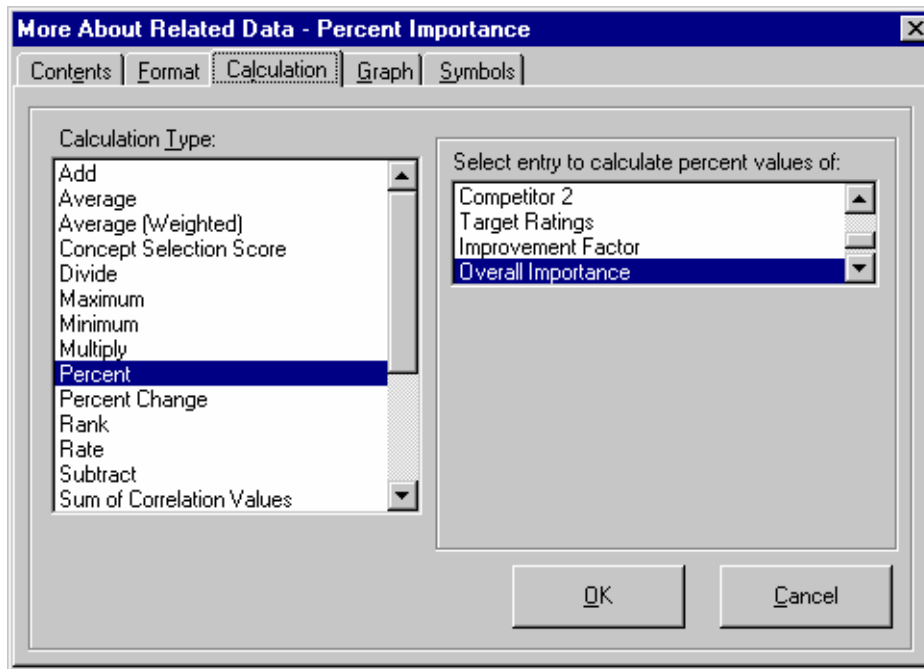 More About Related Data - Percent Importance
Contents Format Calculation Graph Symbols
Calculation Type:
Add
Average
Average (Weighted)
Concept Selection Score
Divide
Maximum
Minimum
Multiply
Percent
Percent Change
Rank
Rate
Subtract
Sum of Correlation Values
Select entry to calculate percent values of:
Competitor 2
Target Ratings
Improvement Factor
Overall Importance
OK Cancel